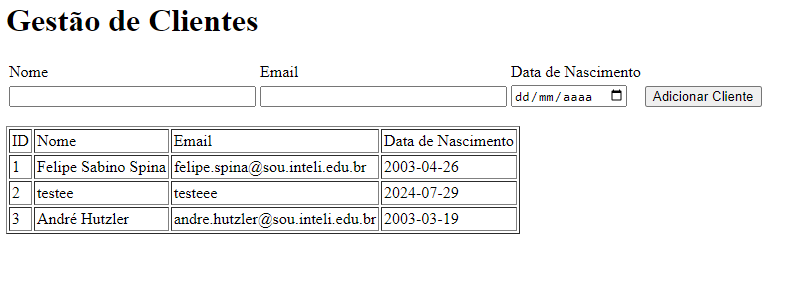 Gestão de Clientes
Nome Email Data de Nascimento
dd/mm/aaaa Adicionar Cliente
ID Nome Email Data de Nascimento
1 Felipe Sabino Spina felipe.spina@sou.inteli.edu.br 2003-04-26
2 testee testeee 2024-07-29
3 André Hutzler andre.hutzler@sou.inteli.edu.br 2003-03-19